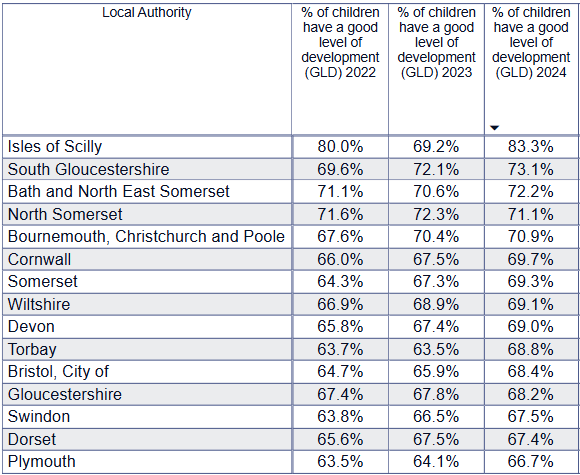 Local Authority % of children have a good level of development (GLD) 2022 % of children have a good level of development (GLD) 2023 % of children have a good level of development (GLD) 2024
Isles of Scilly 80.0% 69.2% 83.3%
South Gloucestershire 69.6% 72.1% 73.1%
Bath and North East Somerset 71.1% 70.6% 72.2%
North Somerset 71.6% 72.3% 71.1%
Bournemouth, Christchurch and Poole 67.6% 70.4% 70.9%
Cornwall 66.0% 67.5% 69.7%
Somerset 64.3% 67.3% 69.3%
Wiltshire 66.9% 68.9% 69.1%
Devon 65.8% 67.4% 69.0%
Torbay 63.7% 63.5% 68.8%
Bristol, City of 64.7% 65.9% 68.4%
Gloucestershire 67.4% 67.8% 68.2%
Swindon 63.8% 66.5% 67.5%
Dorset 65.6% 67.5% 67.4%
Plymouth 63.5% 64.1% 66.7%